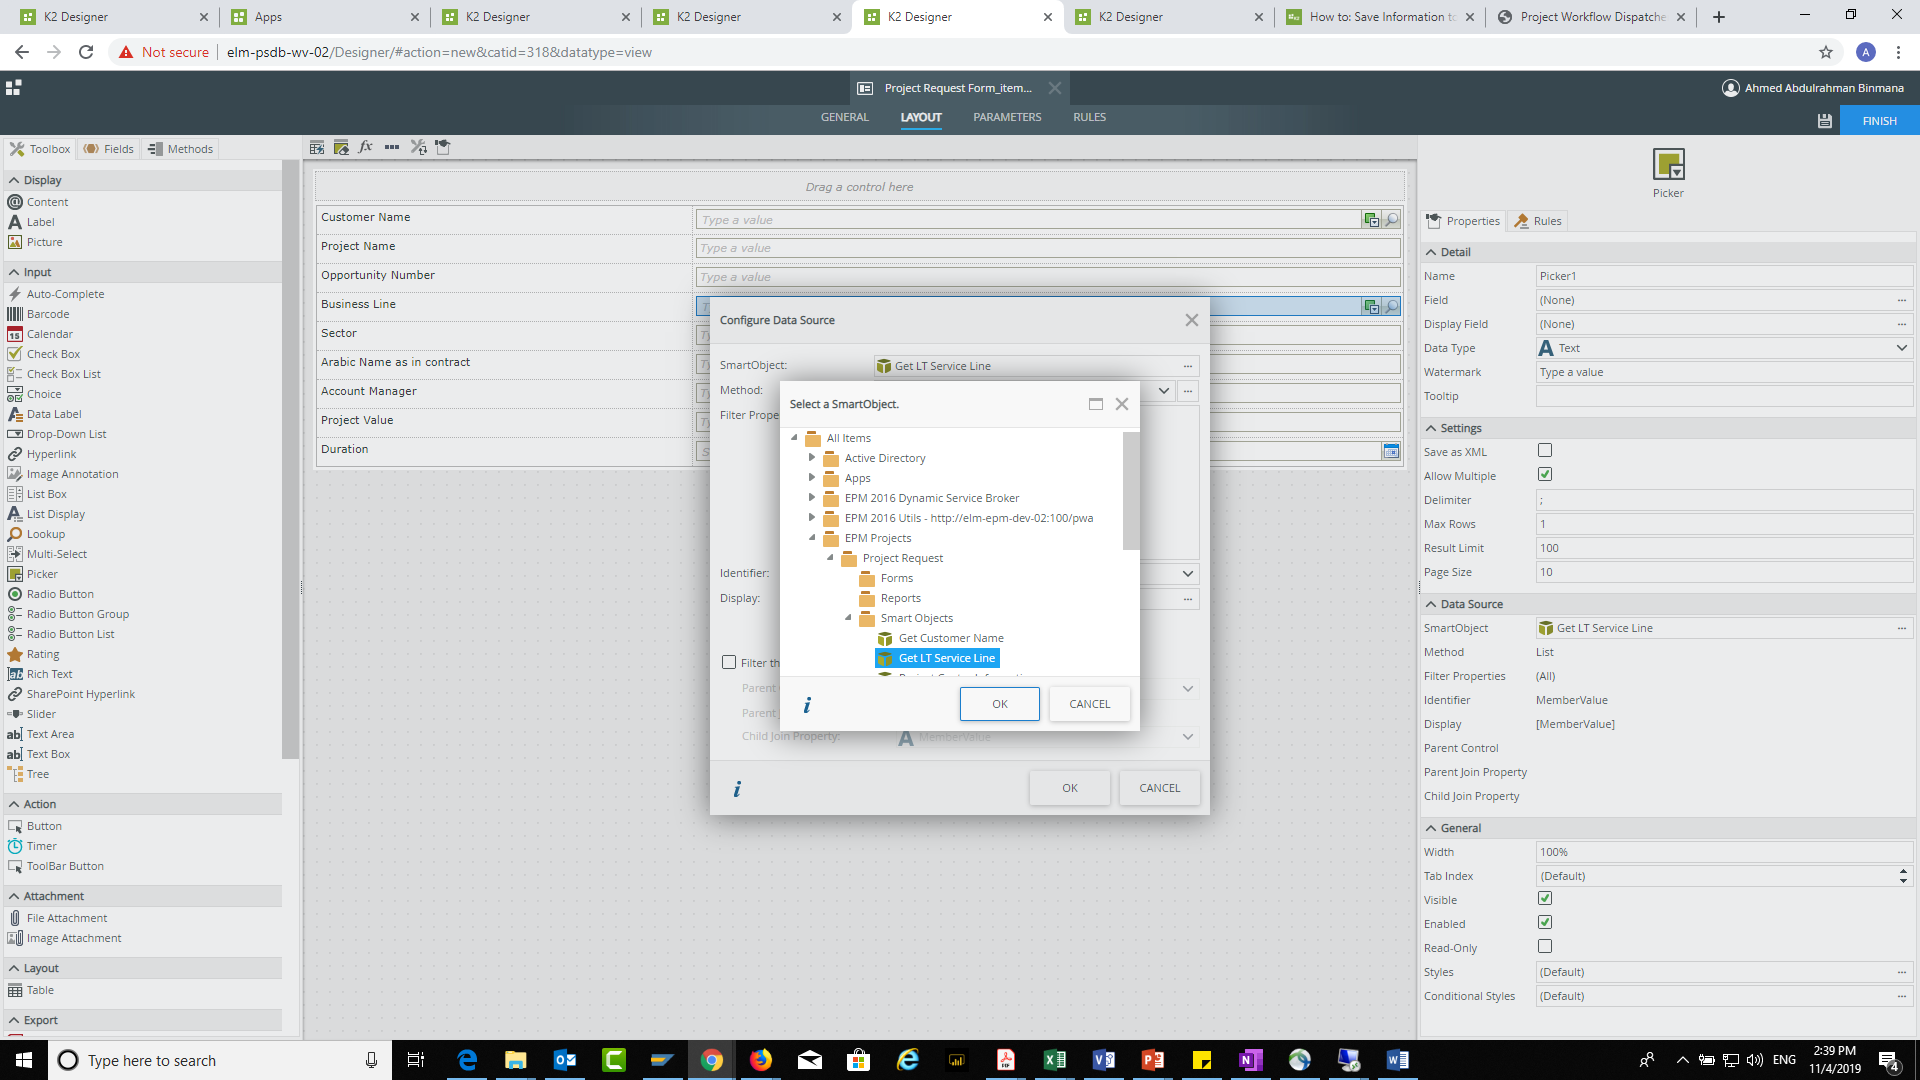 K2 Designer
Apps
K2 Designer
K2 Designer
K2 Designer
K2 Designer
How to: Save Information to
Project Workflow Dispatche
Not secure
elm-psdb-wv-02/Designer/#action=new&catid=318&datatype=view
A
Project Request Form_item...
Ahmed Abdulrahman Binmana
GENERAL
LAYOUT
PARAMETERS
RULES
FINISH
Toolbox
Fields
Methods
Display
Content
Label
Picture
Input
Auto-Complete
Barcode
Calendar
Check Box
Check Box List
Choice
Data Label
Drop-Down List
Hyperlink
Image Annotation
List Box
List Display
Lookup
Multi-Select
Picker
Radio Button
Radio Button Group
Radio Button List
Rating
Rich Text
SharePoint Hyperlink
Slider
Text Area
Text Box
Tree
Action
Button
Timer
ToolBar Button
Attachment
File Attachment
Image Attachment
Layout
Table
Export
Drag a control here
Customer Name
Type a value
Project Name
Type a value
Opportunity Number
Type a value
Business Line
Sector
Arabic Name as in contract
Account Manager
Project Value
Duration
Configure Data Source
SmartObject:
Get LT Service Line
Method:
Filter Prope
Identifier:
Display:
Filter th
Parent
Parent
Child Join Property:
MemberValue
OK
CANCEL
Select a SmartObject.
All Items
Active Directory
Apps
EPM 2016 Dynamic Service Broker
EPM 2016 Utils - http://elm-epm-dev-02:100/pwa
EPM Projects
Project Request
Forms
Reports
Smart Objects
Get Customer Name
Get LT Service Line
OK
CANCEL
Picker
Properties
Rules
Detail
Name
Picker1
Field
(None)
Display Field
(None)
Data Type
Text
Watermark
Type a value
Tooltip
Settings
Save as XML
Allow Multiple
Delimiter
;
Max Rows
1
Result Limit
100
Page Size
10
Data Source
SmartObject
Get LT Service Line
Method
List
Filter Properties
(All)
Identifier
MemberValue
Display
[MemberValue]
Parent Control
Parent Join Property
Child Join Property
General
Width
100%
Tab Index
(Default)
Visible
Enabled
Read-Only
Styles
(Default)
Conditional Styles
(Default)
Type here to search
ENG
2:39 PM
11/4/2019
4